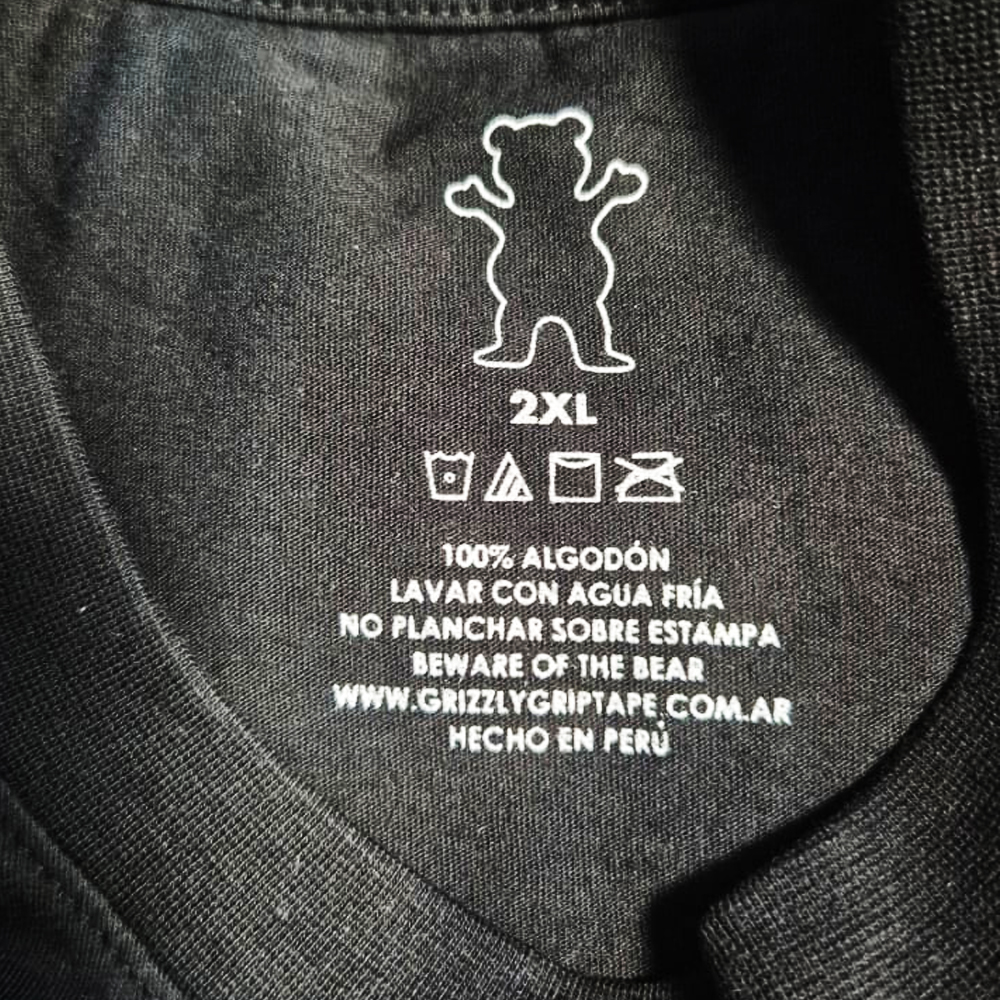 2XL
100% ALGODÓN
LAVAR CON AGUA FRÍA
NO PLANCHAR SOBRE ESTAMPA
BEWARE OF THE BEAR
WWW.GRIZZLYGRIPTAPE.COM.AR
HECHO EN PERÚ